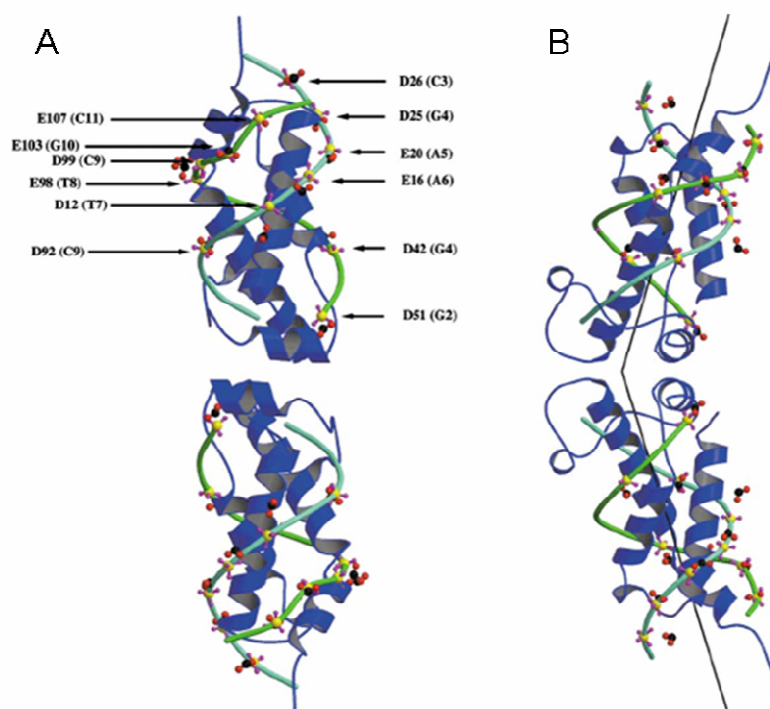 A
B
D26 (C3)
E107 (C11)
D25 (G4)
E103 (G10)
E20 (A5)
D99 (C9)
E98 (T8)
E16 (A6)
D12 (T7)
D92 (C9)
D42 (G4)
D51 (G2)